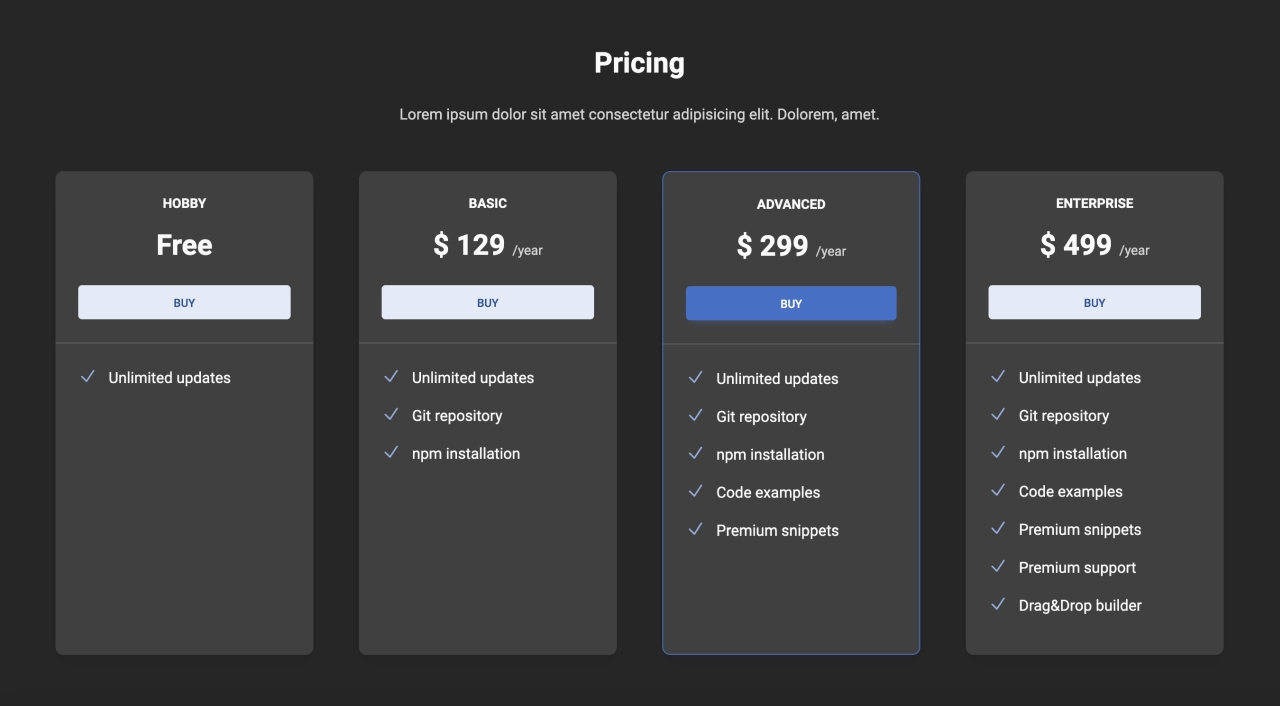 Pricing
Lorem ipsum dolor sit amet consectetur adipisicing elit. Dolorem, amet.
HOBBY
Free
BUY
Unlimited updates
BASIC
$ 129 /year
BUY
Unlimited updates
Git repository
npm installation
ADVANCED
$ 299 /year
BUY
Unlimited updates
Git repository
npm installation
Code examples
Premium snippets
ENTERPRISE
$ 499 /year
BUY
Unlimited updates
Git repository
npm installation
Code examples
Premium snippets
Premium support
Drag&Drop builder